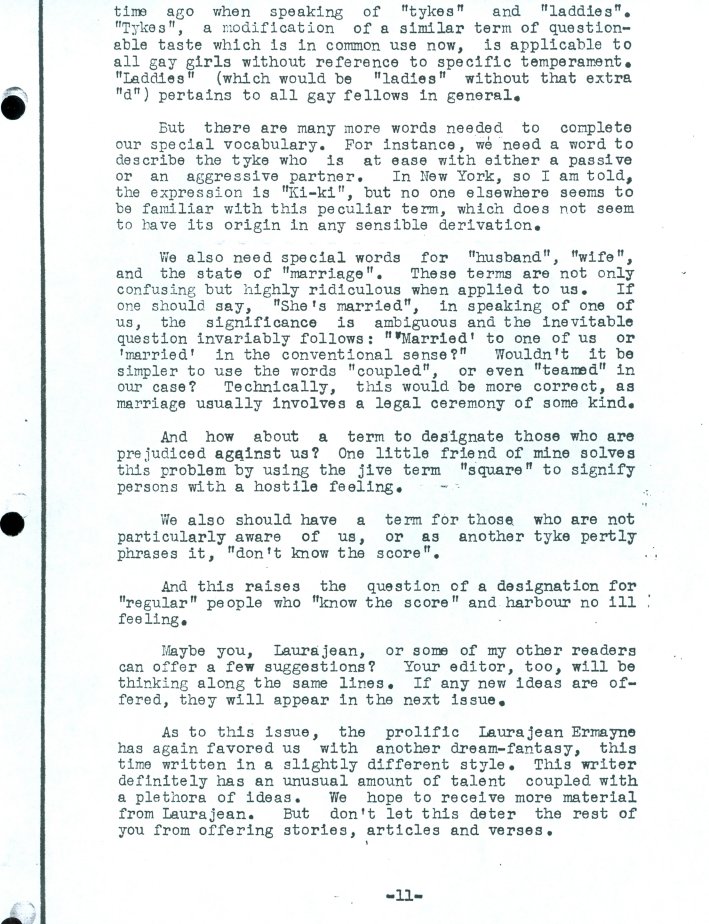 time ago when speaking of "tykes" and "laddies".
"Tykes", a modification of a similar term of question-
able taste which is in common use now, is applicable to
all gay girls without reference to specific temperament.
"Laddies" (which would be "ladies" without that extra
"d") pertains to all gay fellows in general.
But there are many more words needed to complete
our special vocabulary. For instance, we need a word to
describe the tyke who is at ease with either a passive
or an aggressive partner. In New York, so I am told,
the expression is "Ki-ki", but no one elsewhere seems to
be familiar with this peculiar term, which does not seem
to have its origin in any sensible derivation.
We also need special words for "husband", "wife",
and the state of "marriage". These terms are not only
confusing but highly ridiculous when applied to us. If
one should say, "She's married", in speaking of one of
us, the significance is ambiguous and the inevitable
question invariably follows: "'Married' to one of us or
'married' in the conventional sense?" Wouldn't it be
simpler to use the words "coupled", or even "teamed" in
our case? Technically, this would be more correct, as
marriage usually involves a legal ceremony of some kind.
And how about a term to designate those who are
prejudiced against us? One little friend of mine solves
this problem by using the jive term "square" to signify
persons with a hostile feeling.
We also should have a term for those who are not
particularly aware of us, or as another tyke pertly
phrases it, "don't know the score".
And this raises the question of a designation for
"regular" people who "know the score" and harbour no ill
feeling.
Maybe you, Laurajean, or some of my other readers
can offer a few suggestions? Your editor, too, will be
thinking along the same lines. If any new ideas are of-
fered, they will appear in the next issue.
As to this issue, the prolific Laurajean Ermayne
has again favored us with another dream-fantasy, this
time written in a slightly different style. This writer
definitely has an unusual amount of talent coupled with
a plethora of ideas. We hope to receive more material
from Laurajean. But don't let this deter the rest of
you from offering stories, articles and verses.
-11-